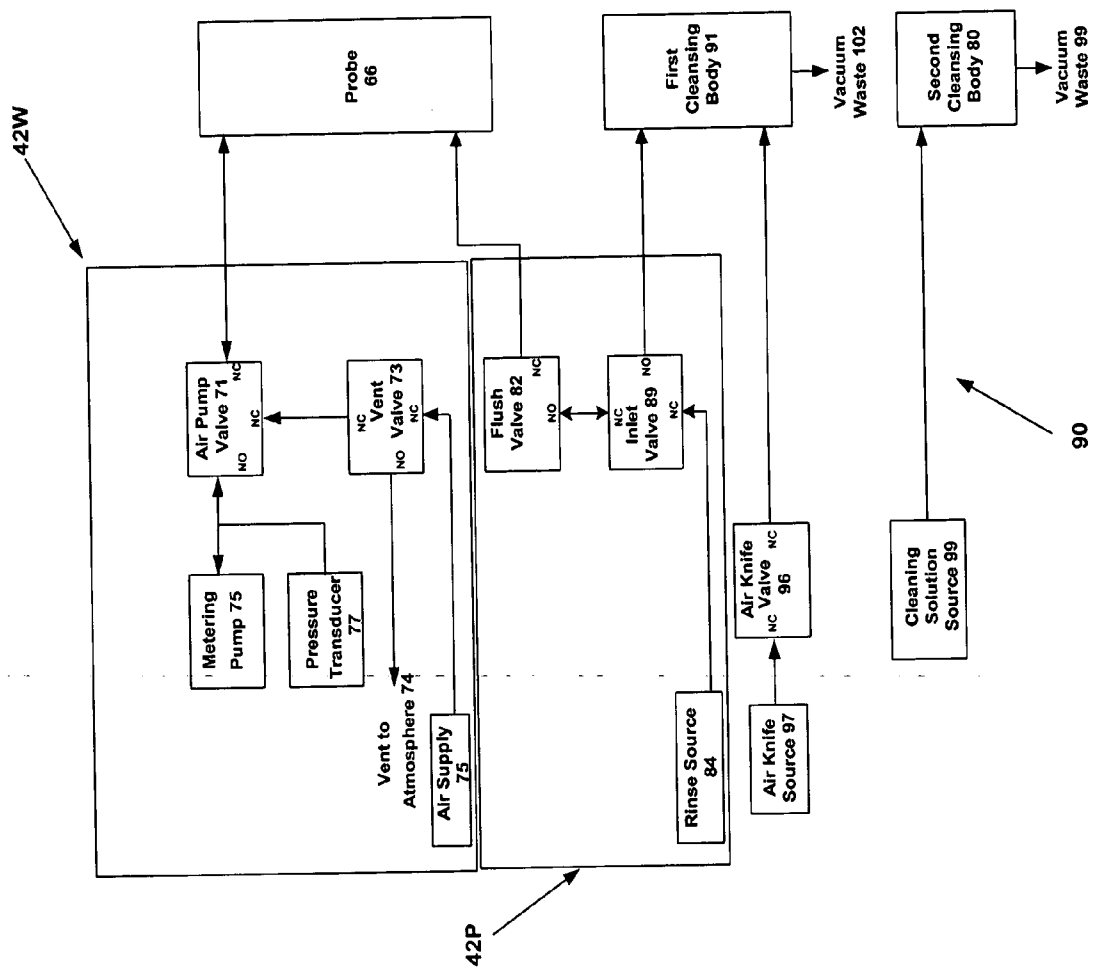 42W
Probe
66
First
Cleansing
Body 91
Vacuum
Waste 102
Second
Cleansing
Body 80
Vacuum
Waste 99
Air Pump
Valve 71
NO
NC
NC
Vent
Valve 73
NC
NO
NC
Flush
Valve 82
NO
NC
Inlet
Valve 89
NC
NO
NC
Metering
Pump 75
Pressure
Transducer
77
Vent to
Atmosphere 74
Air Supply
75
Rinse Source
84
Air Knife
Valve
96
NC
NC
Air Knife
Source 97
Cleaning
Solution
Source 99
90
42P